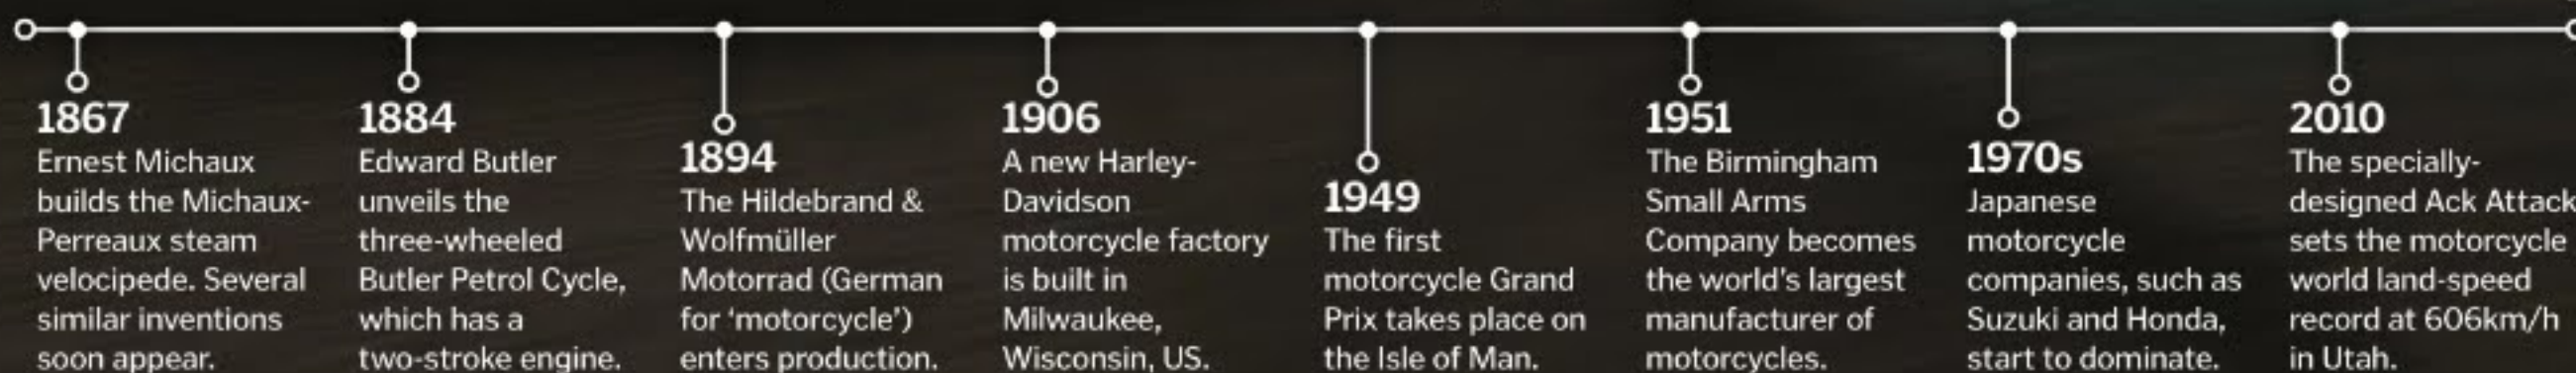 1867
Ernest Michaux
builds the Michaux-
Perreaux steam
velocipede. Several
similar inventions
soon appear.
1884
Edward Butler
unveils the
three-wheeled
Butler Petrol Cycle,
which has a
two-stroke engine.
1894
The Hildebrand &
Wolfmüller
Motorrad (German
for ‘motorcycle’)
enters production.
1906
A new Harley-
Davidson
motorcycle factory
is built in
Milwaukee,
Wisconsin, US.
1949
The first
motorcycle Grand
Prix takes place on
the Isle of Man.
1951
The Birmingham
Small Arms
Company becomes
the world’s largest
manufacturer of
motorcycles.
1970s
Japanese
motorcycle
companies, such as
Suzuki and Honda,
start to dominate.
2010
The specially-
designed Ack Attack
sets the motorcycle
world land-speed
record at 606km/h
in Utah.